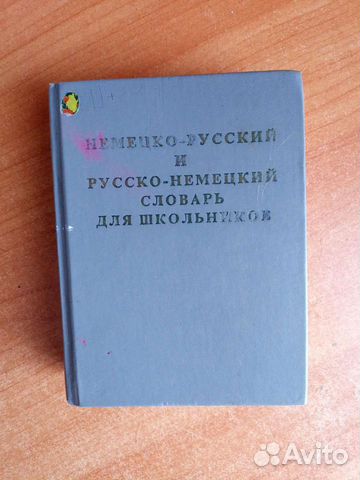 НЕМЕЦКО-РУССКИЙ
И
РУССКО-НЕМЕЦКИЙ
СЛОВАРЬ
ДЛЯ ШКОЛЬНИКОВ
Avito